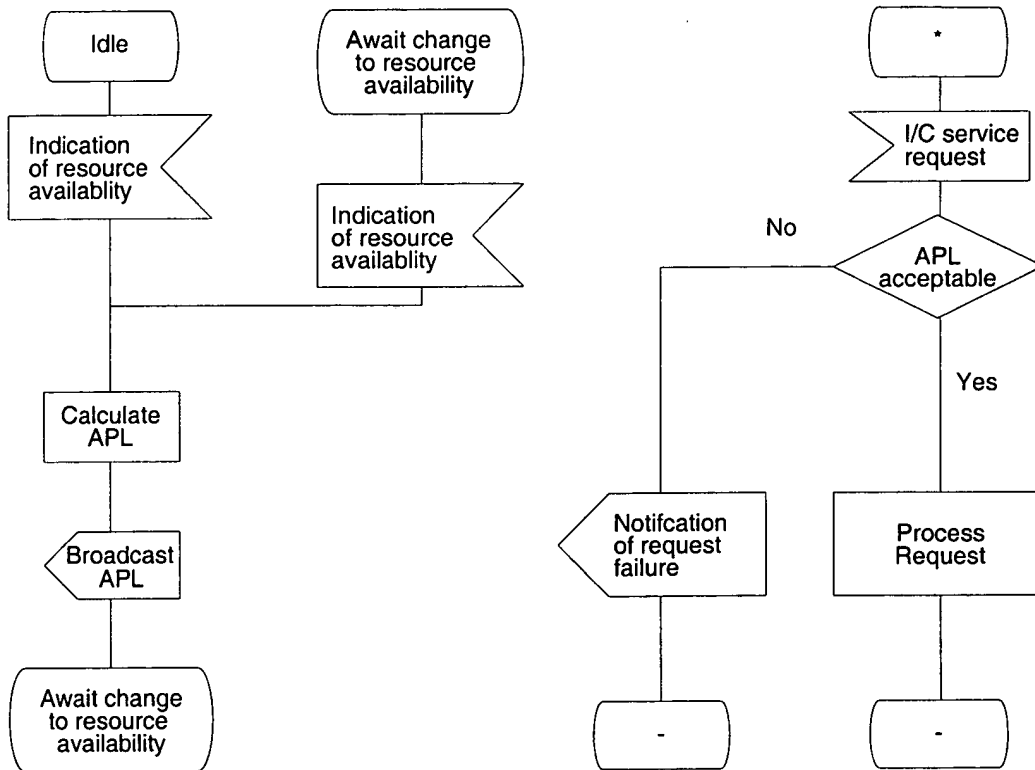 Idle
Indication
of resource
availablity
Await change
to resource
availability
Indication
of resource
availablity
Calculate
APL
Broadcast
APL
Await change
to resource
availability
*
I/C service
request
APL
acceptable
No
Yes
Notifcation
of request
failure
Process
Request
-
-